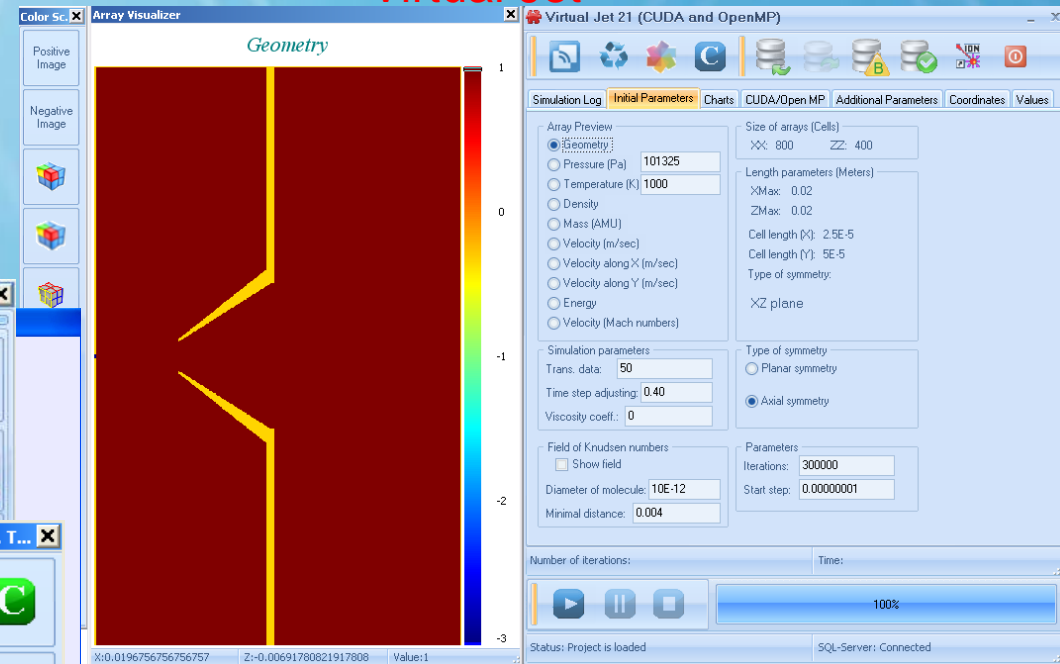 Virtual Jet
Color Sc.
Positive
Image
Negative
Image
T...
C
Array Visualizer
Geometry
1
0
-1
-2
-3
X:0.0196756756756757 Z:-0.00691780821917808 Value:1
Virtual Jet 21 (CUDA and OpenMP)
C
B
ION
Simulation Log Initial Parameters Charts CUDA/Open MP Additional Parameters Coordinates Values
Array Preview
Geometry
Pressure (Pa) 101325
Temperature (K) 1000
Density
Mass (AMU)
Velocity (m/sec)
Velocity along X (m/sec)
Velocity along Y (m/sec)
Energy
Velocity (Mach numbers)
Size of arrays (Cells)
XX: 800 ZZ: 400
Length parameters (Meters)
XMax: 0.02
ZMax: 0.02
Cell length (X): 2.5E-5
Cell length (Y): 5E-5
Type of symmetry:
XZ plane
Simulation parameters
Trans. data: 50
Time step adjusting: 0.40
Viscosity coeff.: 0
Type of symmetry
Planar symmetry
Axial symmetry
Field of Knudsen numbers
Show field
Diameter of molecule: 10E-12
Minimal distance: 0.004
Parameters
Iterations: 300000
Start step: 0.00000001
Number of iterations: Time:
100%
Status: Project is loaded SQL-Server: Connected